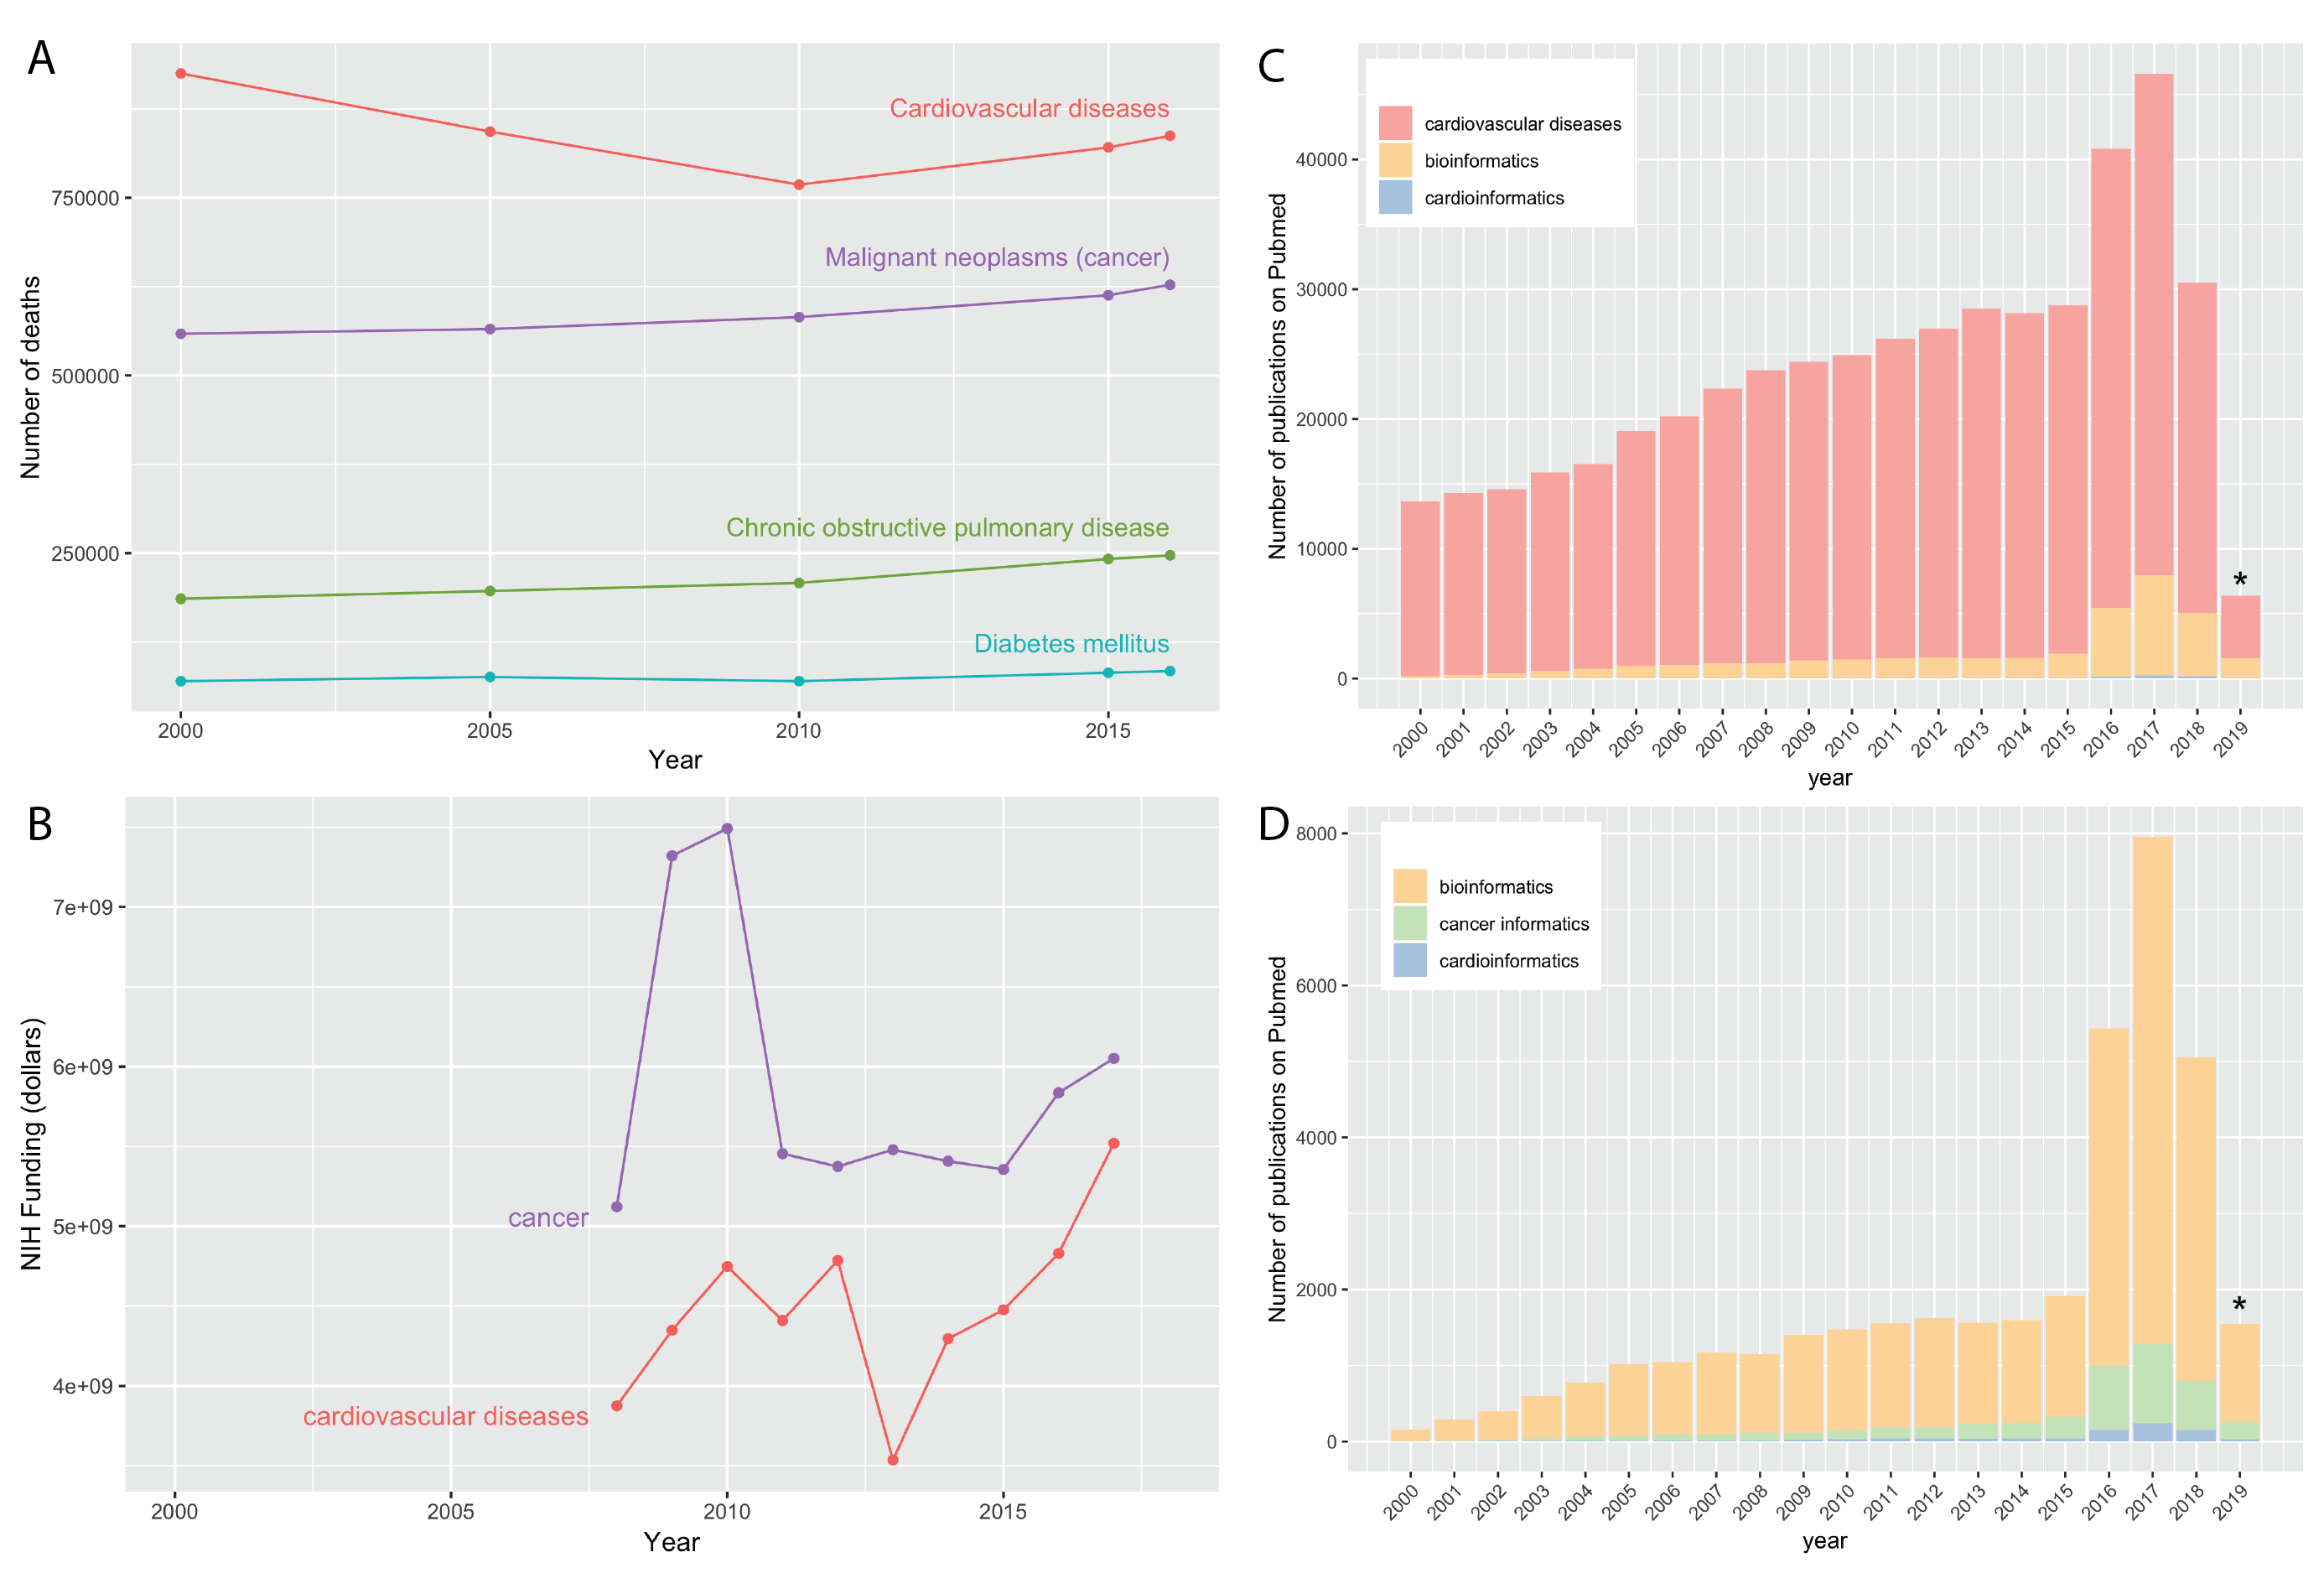 A
Cardiovascular diseases
Malignant neoplasms (cancer)
Chronic obstructive pulmonary disease
Diabetes mellitus
750000
500000
250000
Number of deaths
2000 2005 2010 2015
Year
B
cancer
cardiovascular diseases
7e+09
6e+09
5e+09
4e+09
NIH Funding (dollars)
2000 2005 2010 2015
Year
C
cardiovascular diseases
bioinformatics
cardioinformatics
40000
30000
20000
10000
0
Number of publications on Pubmed
*
2000 2001 2002 2003 2004 2005 2006 2007 2008 2009 2010 2011 2012 2013 2014 2015 2016 2017 2018 2019
year
D
bioinformatics
cancer informatics
cardioinformatics
8000
6000
4000
2000
0
Number of publications on Pubmed
*
2000 2001 2002 2003 2004 2005 2006 2007 2008 2009 2010 2011 2012 2013 2014 2015 2016 2017 2018 2019
year